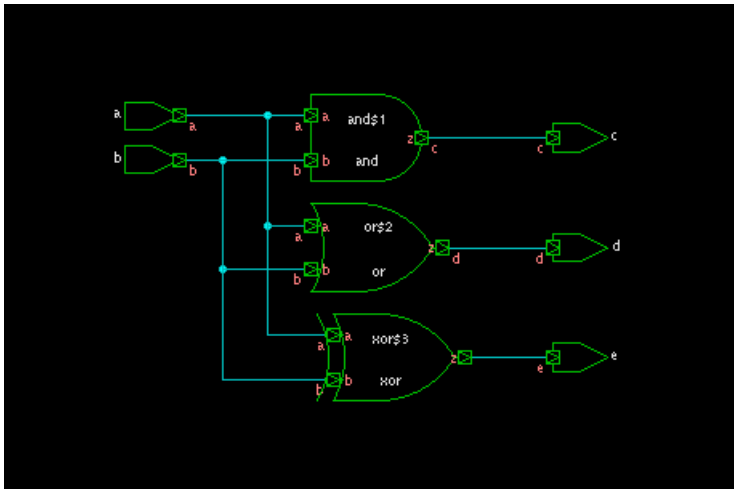 a a a a and$1 z c c c
b b b b and
a a or$2 z d d d
b b or
a a xor$3 z e e
b b xor